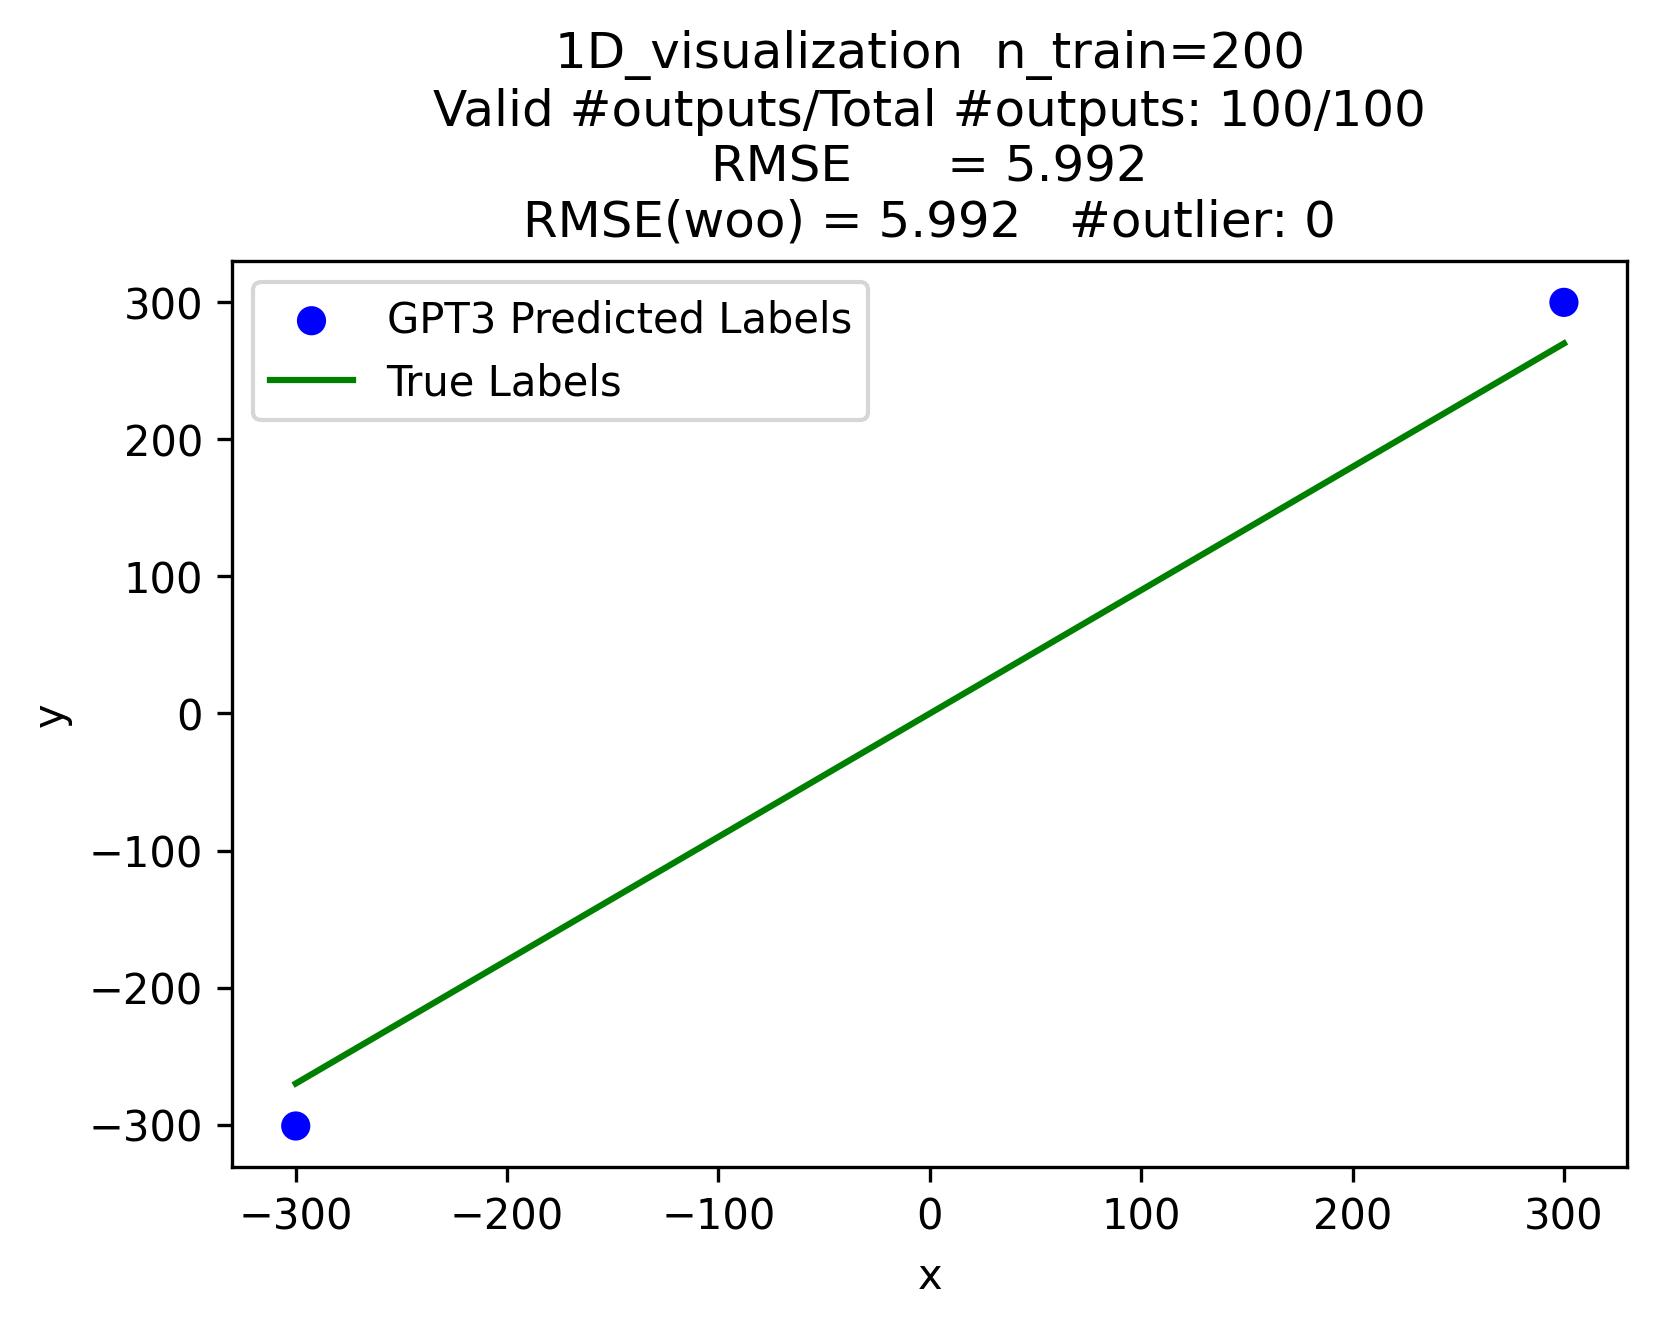 1D_visualization  n_train=200
Valid #outputs/Total #outputs: 100/100
RMSE      = 5.992
RMSE(woo) = 5.992   #outlier: 0
GPT3 Predicted Labels
True Labels
300
200
100
0
−100
−200
−300
y
−300
−200
−100
0
100
200
300
x